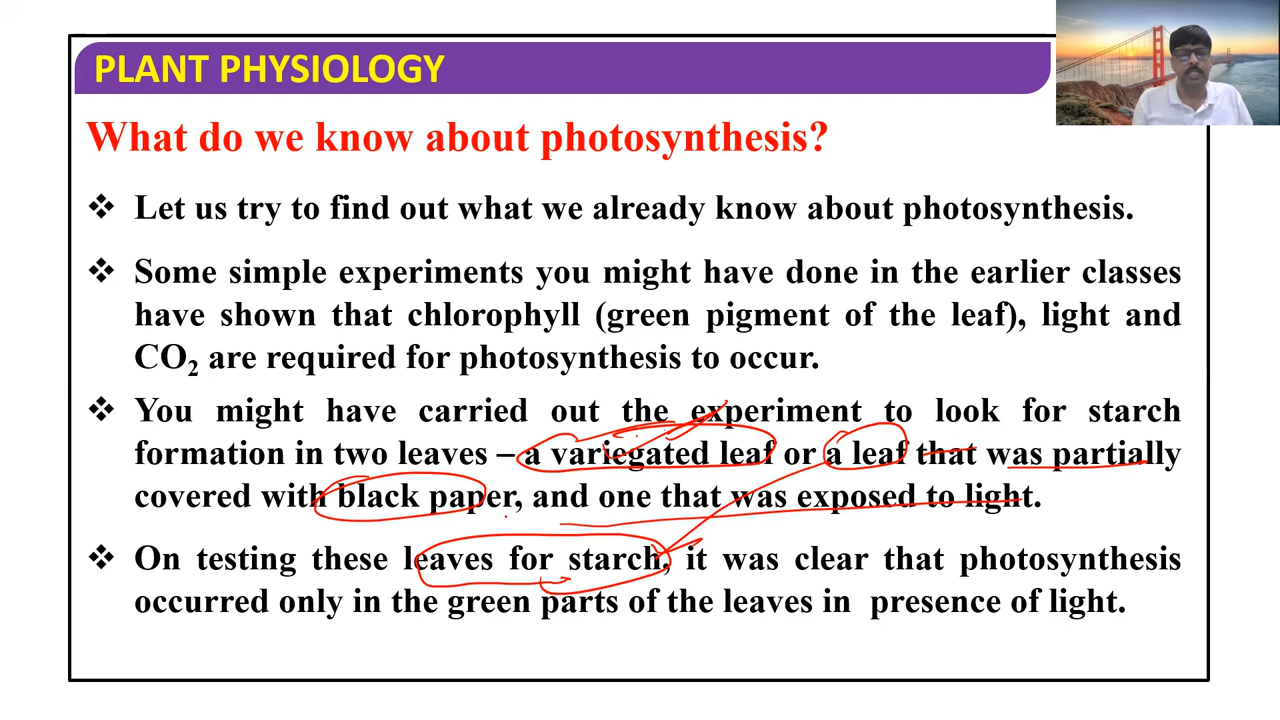 PLANT PHYSIOLOGY
What do we know about photosynthesis?
❖ Let us try to find out what we already know about photosynthesis.
❖ Some simple experiments you might have done in the earlier classes
have shown that chlorophyll (green pigment of the leaf), light and
CO₂ are required for photosynthesis to occur.
❖ You might have carried out the experiment to look for starch
formation in two leaves – a variegated leaf or a leaf that was partially
covered with black paper, and one that was exposed to light.
❖ On testing these leaves for starch, it was clear that photosynthesis
occurred only in the green parts of the leaves in presence of light.